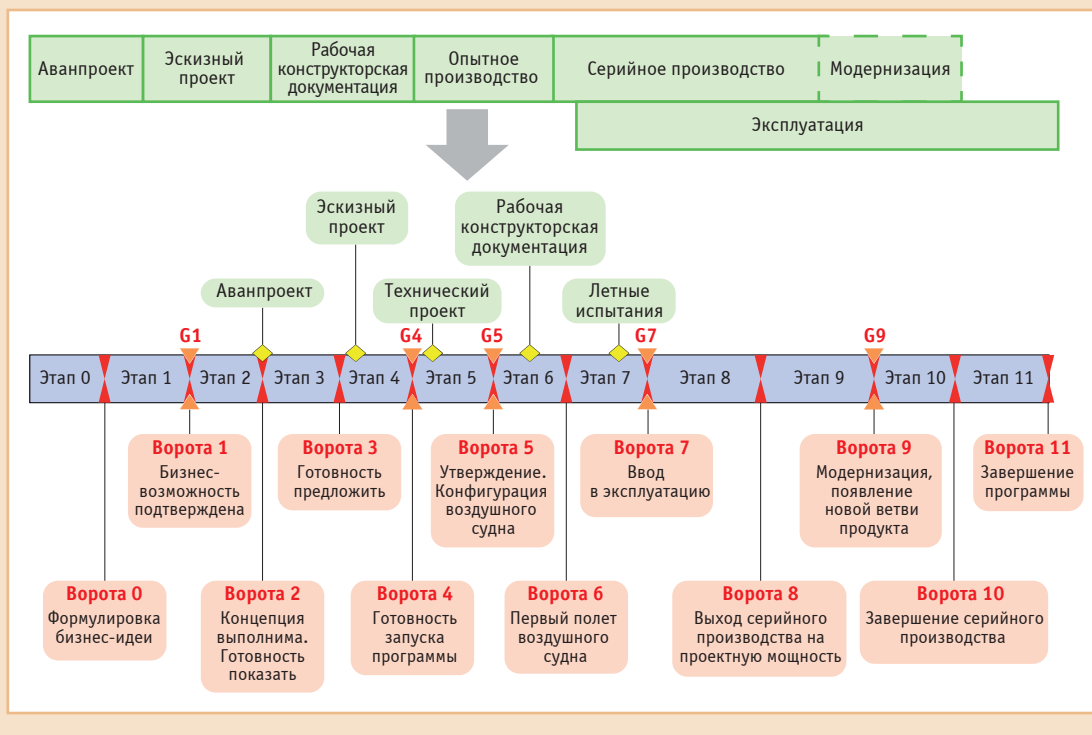 Аванпроект
Эскизный
проект
Рабочая
конструкторская
документация
Опытное
производство
Серийное производство
Модернизация
Эксплуатация
Эскизный
проект
Рабочая
конструкторская
документация
Аванпроект
Технический
проект
Летные
испытания
G1
G4
G5
G7
G9
Этап 0
Этап 1
Этап 2
Этап 3
Этап 4
Этап 5
Этап 6
Этап 7
Этап 8
Этап 9
Этап 10
Этап 11
Ворота 1
Бизнес-
возможность
подтверждена
Ворота 3
Готовность
предложить
Ворота 5
Утверждение.
Конфигурация
воздушного
судна
Ворота 7
Ввод
в эксплуатацию
Ворота 9
Модернизация,
появление
новой ветви
продукта
Ворота 11
Завершение
программы
Ворота 0
Формулировка
бизнес-идеи
Ворота 2
Концепция
выполнима.
Готовность
показать
Ворота 4
Готовность
запуска
программы
Ворота 6
Первый полет
воздушного
судна
Ворота 8
Выход серийного
производства на
проектную мощность
Ворота 10
Завершение серийного
производства